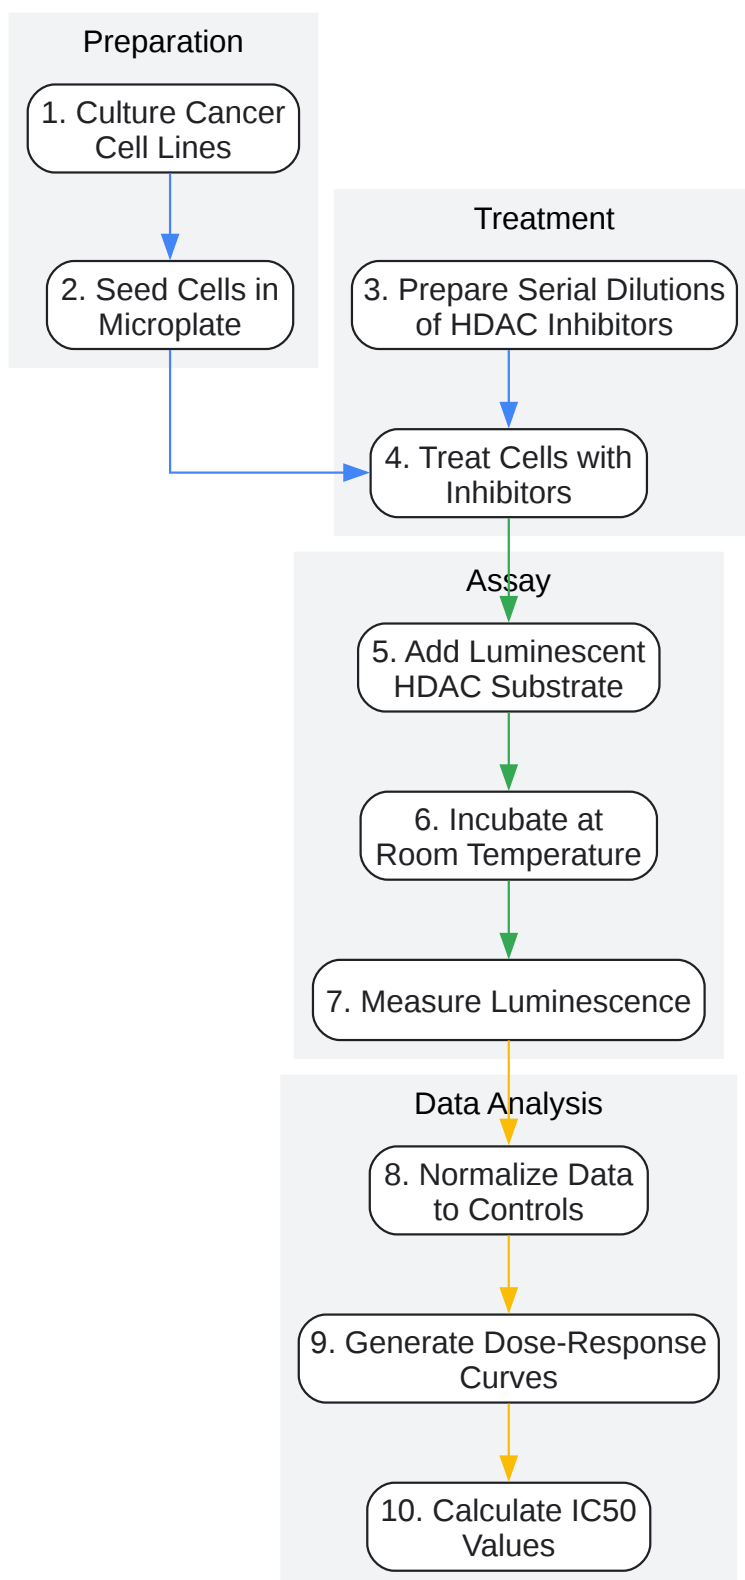 Preparation
1. Culture Cancer
Cell Lines
2. Seed Cells in
Microplate
Treatment
3. Prepare Serial Dilutions
of HDAC Inhibitors
4. Treat Cells with
Inhibitors
Assay
5. Add Luminescent
HDAC Substrate
6. Incubate at
Room Temperature
7. Measure Luminescence
Data Analysis
8. Normalize Data
to Controls
9. Generate Dose-Response
Curves
10. Calculate IC50
Values